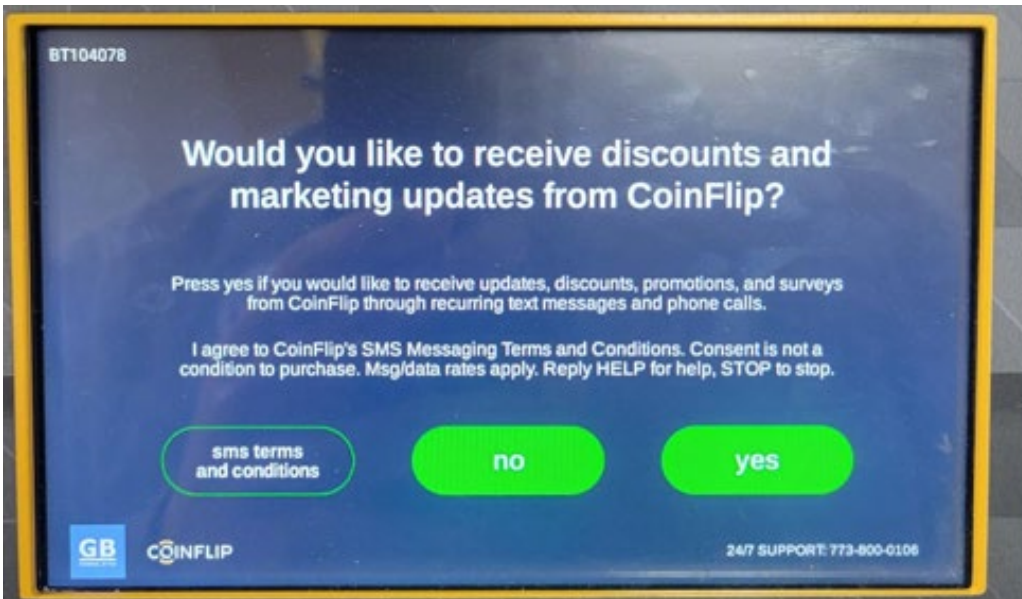 BT104078
Would you like to receive discounts and
marketing updates from CoinFlip?
Press yes if you would like to receive updates, discounts, promotions, and surveys
from CoinFlip through recurring text messages and phone calls.
I agree to CoinFlip's SMS Messaging Terms and Conditions. Consent is not a
condition to purchase. Msg/data rates apply. Reply HELP for help, STOP to stop.
sms terms
and conditions
no
yes
GB
COINFLIP
24/7 SUPPORT: 773-800-0106